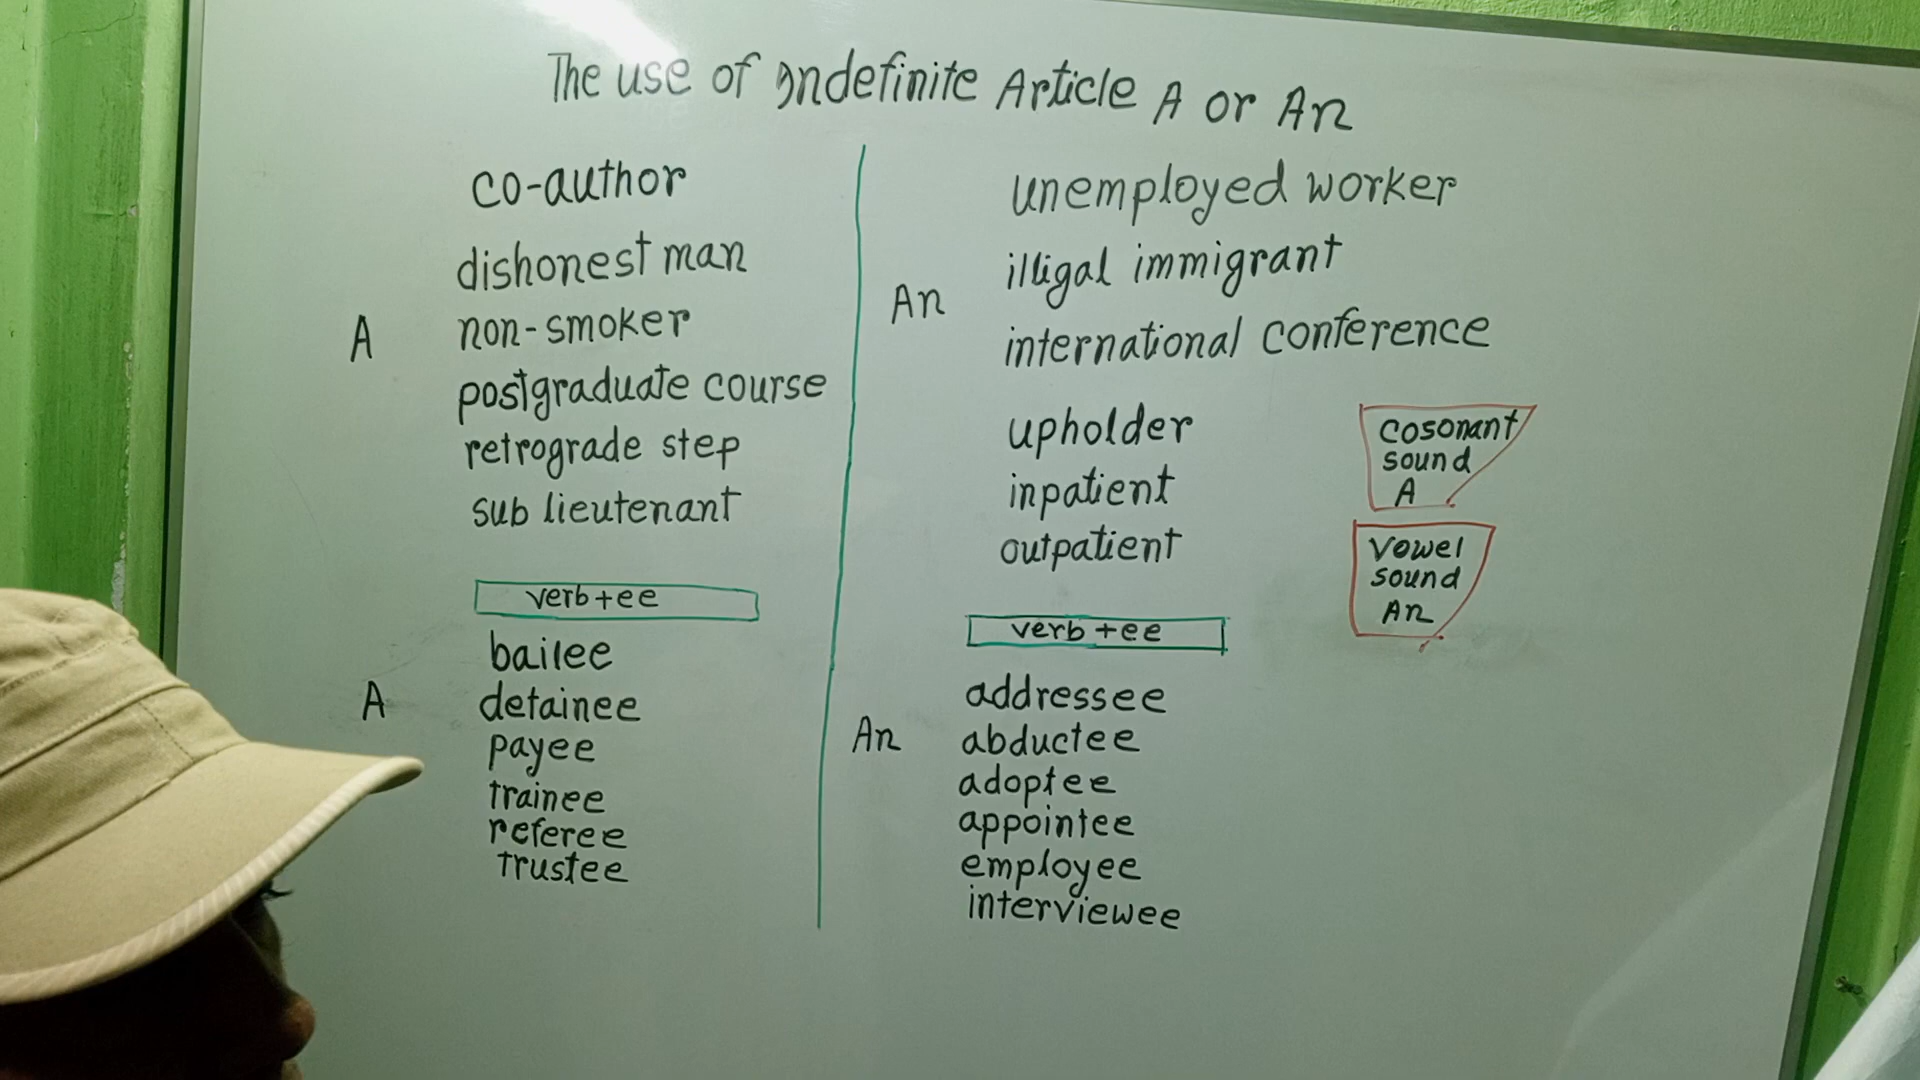 The use of Indefinite Article A or An
A
co-author
dishonest man
non-smoker
postgraduate course
retrograde step
sub lieutenant
verb+ee
A
bailee
detainee
payee
trainee
referee
trustee
An
unemployed worker
illigal immigrant
international conference
upholder
inpatient
outpatient
verb +ee
An
addressee
abductee
adoptee
appointee
employee
interviewee
cosonant
sound
A
Vowel
sound
An